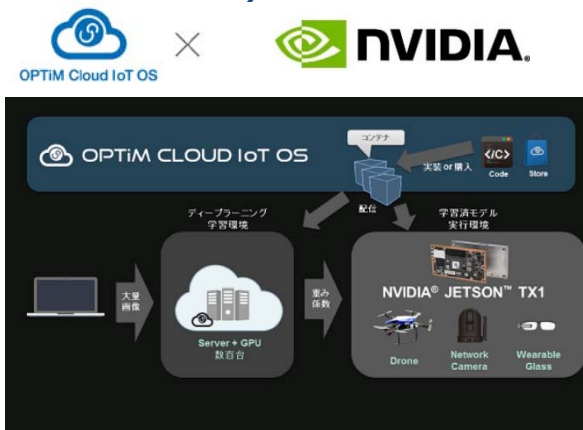 OPTiM Cloud IoT OS
×
NVIDIA.
OPTiM CLOUD IoT OS
コンテナ
実装 or 購入
</C>
Code
Store
配信
ディープラーニング
学習環境
学習済モデル
実行環境
大量
画像
Server + GPU
数百台
重み
係数
NVIDIA® JETSON™ TX1
Drone
Network
Camera
Wearable
Glass